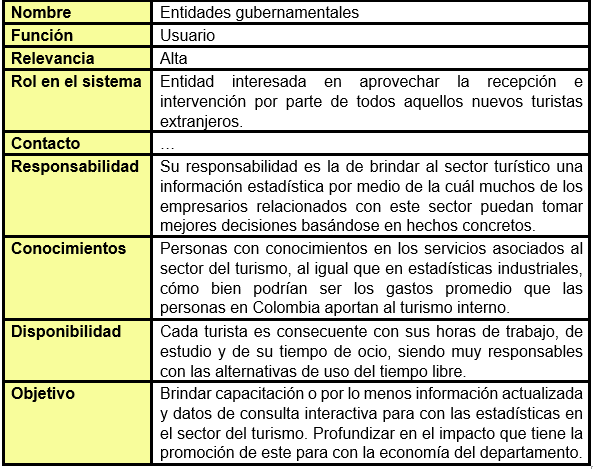 Nombre Entidades gubernamentales
Función Usuario
Relevancia Alta
Rol en el sistema Entidad interesada en aprovechar la recepción e
intervención por parte de todos aquellos nuevos turistas
extranjeros.
Contacto ...
Responsabilidad Su responsabilidad es la de brindar al sector turístico una
información estadística por medio de la cuál muchos de los
empresarios relacionados con este sector puedan tomar
mejores decisiones basándose en hechos concretos.
Conocimientos Personas con conocimientos en los servicios asociados al
sector del turismo, al igual que en estadísticas industriales,
cómo bien podrían ser los gastos promedio que las
personas en Colombia aportan al turismo interno.
Disponibilidad Cada turista es consecuente con sus horas de trabajo, de
estudio y de su tiempo de ocio, siendo muy responsables
con las alternativas de uso del tiempo libre.
Objetivo Brindar capacitación o por lo menos información actualizada
y datos de consulta interactiva para con las estadísticas en
el sector del turismo. Profundizar en el impacto que tiene la
promoción de este para con la economía del departamento.